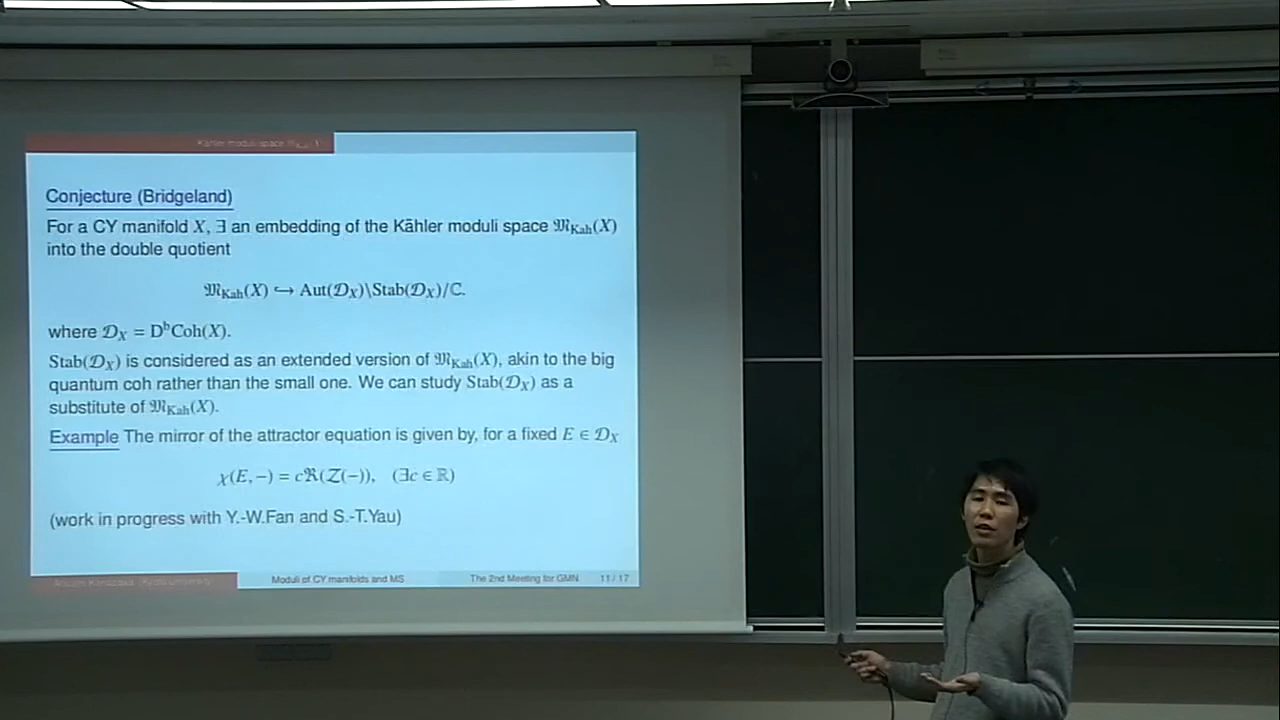 Kähler moduli space
Conjecture (Bridgeland)
For a CY manifold X, ∃ an embedding of the Kähler moduli space 𝔐Kah(X)
into the double quotient
𝔐Kah(X) ↪ Aut(𝒟X)\Stab(𝒟X)/ℂ.
where 𝒟X = DᵇCoh(X).
Stab(𝒟X) is considered as an extended version of 𝔐Kah(X), akin to the big
quantum coh rather than the small one. We can study Stab(𝒟X) as a
substitute of 𝔐Kah(X).
Example The mirror of the attractor equation is given by, for a fixed E ∈ 𝒟X
χ(E, −) = cℜ(𝒵(−)), (∃c ∈ ℝ)
(work in progress with Y.-W.Fan and S.-T.Yau)
Moduli of CY manifolds and MS The 2nd Meeting for GMN 11 / 17